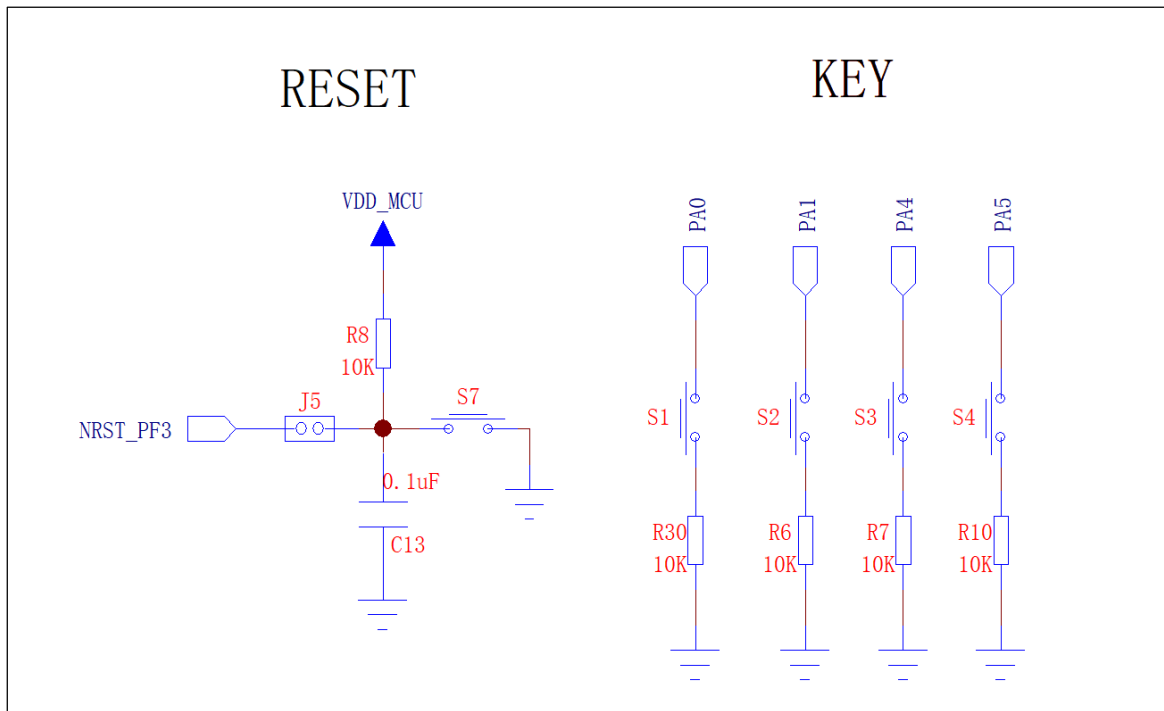 RESET
VDD_MCU
R8
10K
J5
S7
NRST_PF3
0.1uF
C13
KEY
PA0
PA1
PA4
PA5
S1
S2
S3
S4
R30
10K
R6
10K
R7
10K
R10
10K